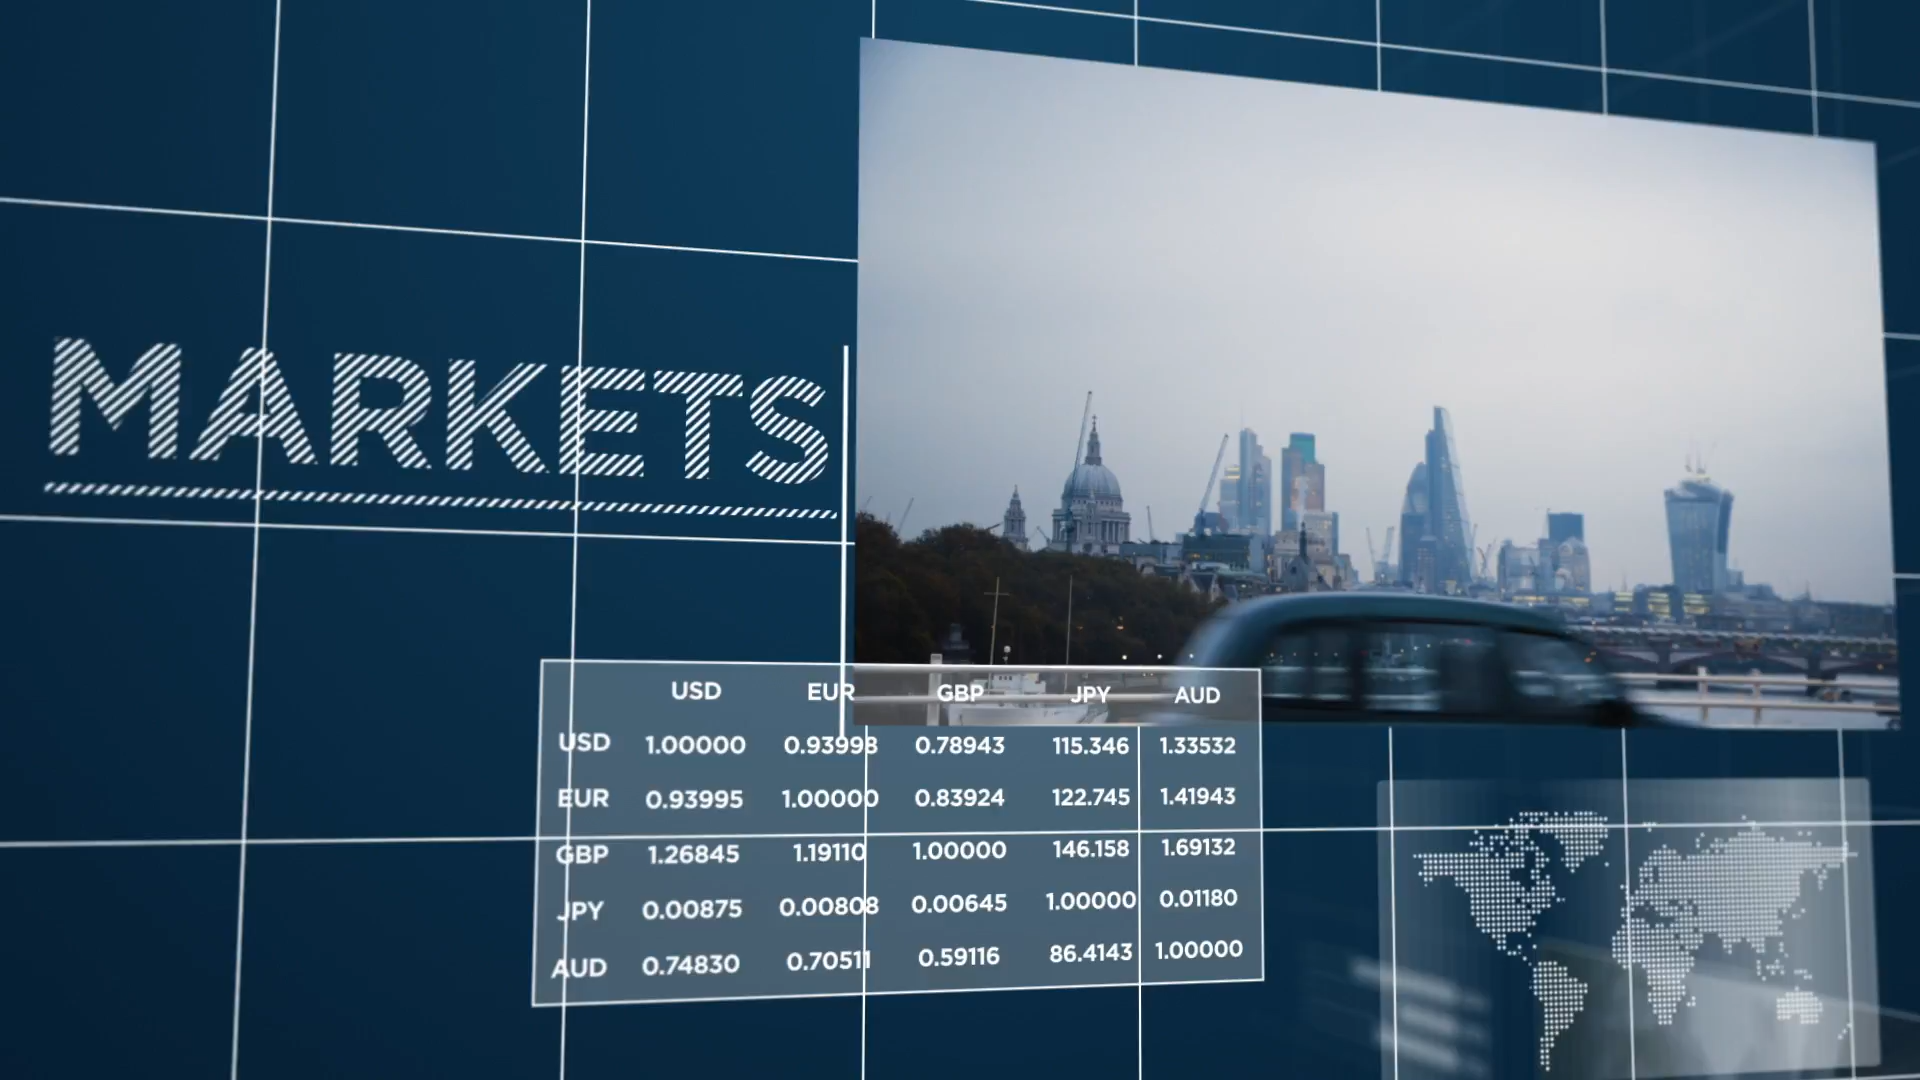 MARKETS
USD EUR GBP JPY AUD
USD 1.00000 0.93998 0.78943 115.346 1.33532
EUR 0.93995 1.00000 0.83924 122.745 1.41943
GBP 1.26845 1.19110 1.00000 146.158 1.69132
JPY 0.00875 0.00808 0.00645 1.00000 0.01180
AUD 0.74830 0.70511 0.59116 86.4143 1.00000